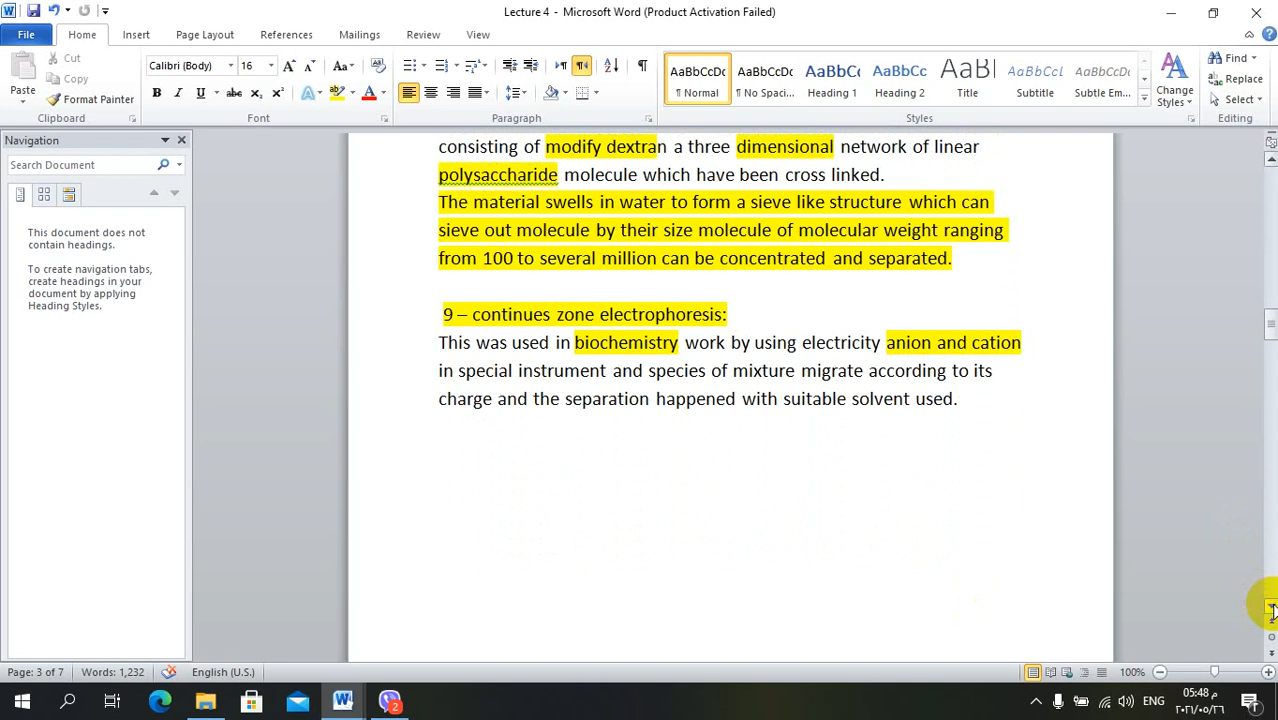 Lecture 4 - Microsoft Word (Product Activation Failed)
File Home Insert Page Layout References Mailings Review View
Paste Cut Copy Format Painter Clipboard
Calibri (Body) 16 Font
Paragraph
AaBbCcDc AaBbCcDc AaBbCc AaBbCc AaBl AaBbCcl AaBbCcDc
¶ Normal ¶ No Spaci... Heading 1 Heading 2 Title Subtitle Subtle Em...
Styles
Change Styles
Find Replace Select Editing
Navigation
Search Document
This document does not
contain headings.
To create navigation tabs,
create headings in your
document by applying
Heading Styles.
consisting of modify dextran a three dimensional network of linear
polysaccharide molecule which have been cross linked.
The material swells in water to form a sieve like structure which can
sieve out molecule by their size molecule of molecular weight ranging
from 100 to several million can be concentrated and separated.
9 – continues zone electrophoresis:
This was used in biochemistry work by using electricity anion and cation
in special instrument and species of mixture migrate according to its
charge and the separation happened with suitable solvent used.
Page: 3 of 7 Words: 1,232 English (U.S.) 100%
2 ENG 05:48 م
٢٠٢١/٠٥/٢٦